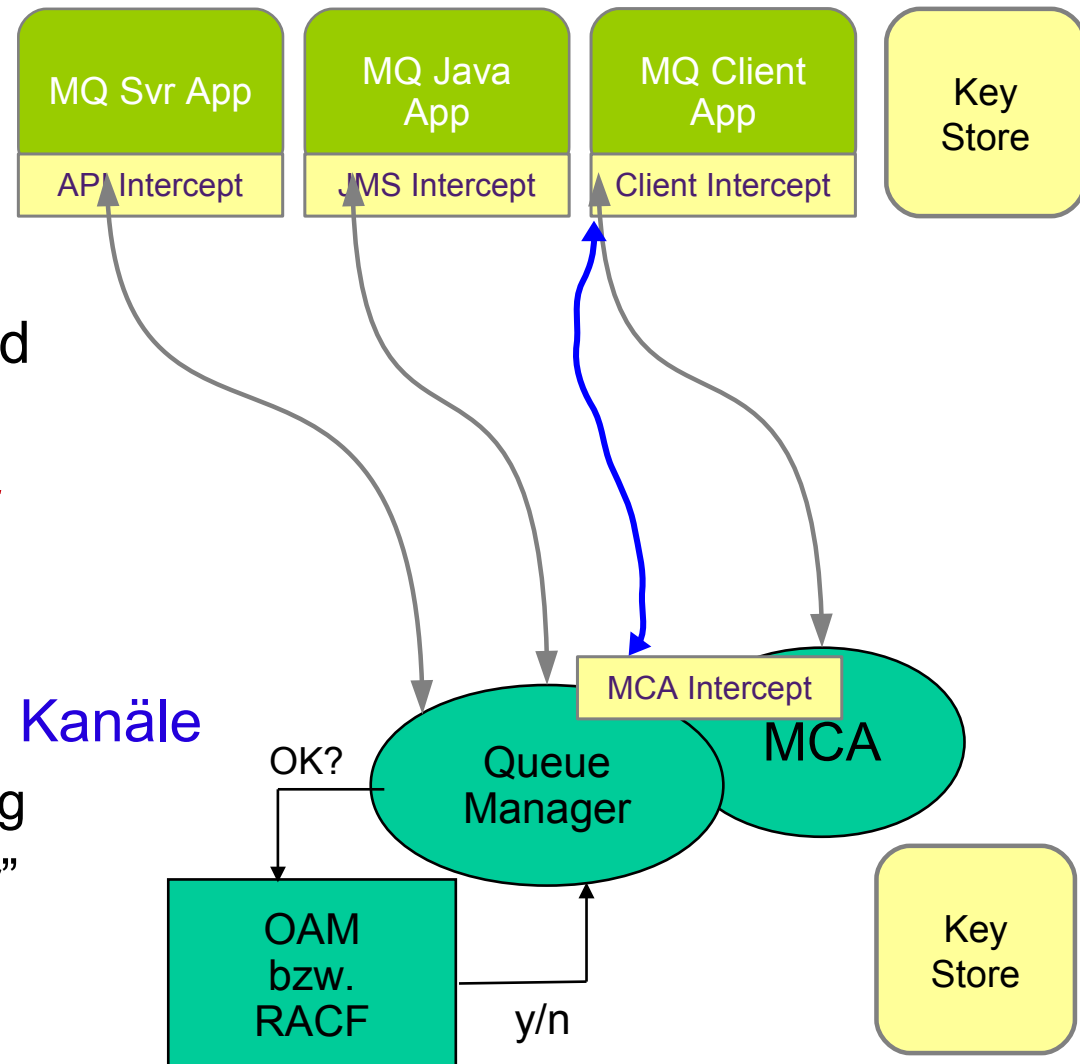 MQ Svr App
API Intercept
MQ Java
App
JMS Intercept
MQ Client
App
Client Intercept
Key
Store
d
MCA Intercept
MCA
Kanäle
g
”
OK?
Queue
Manager
OAM
bzw.
RACF
y/n
Key
Store